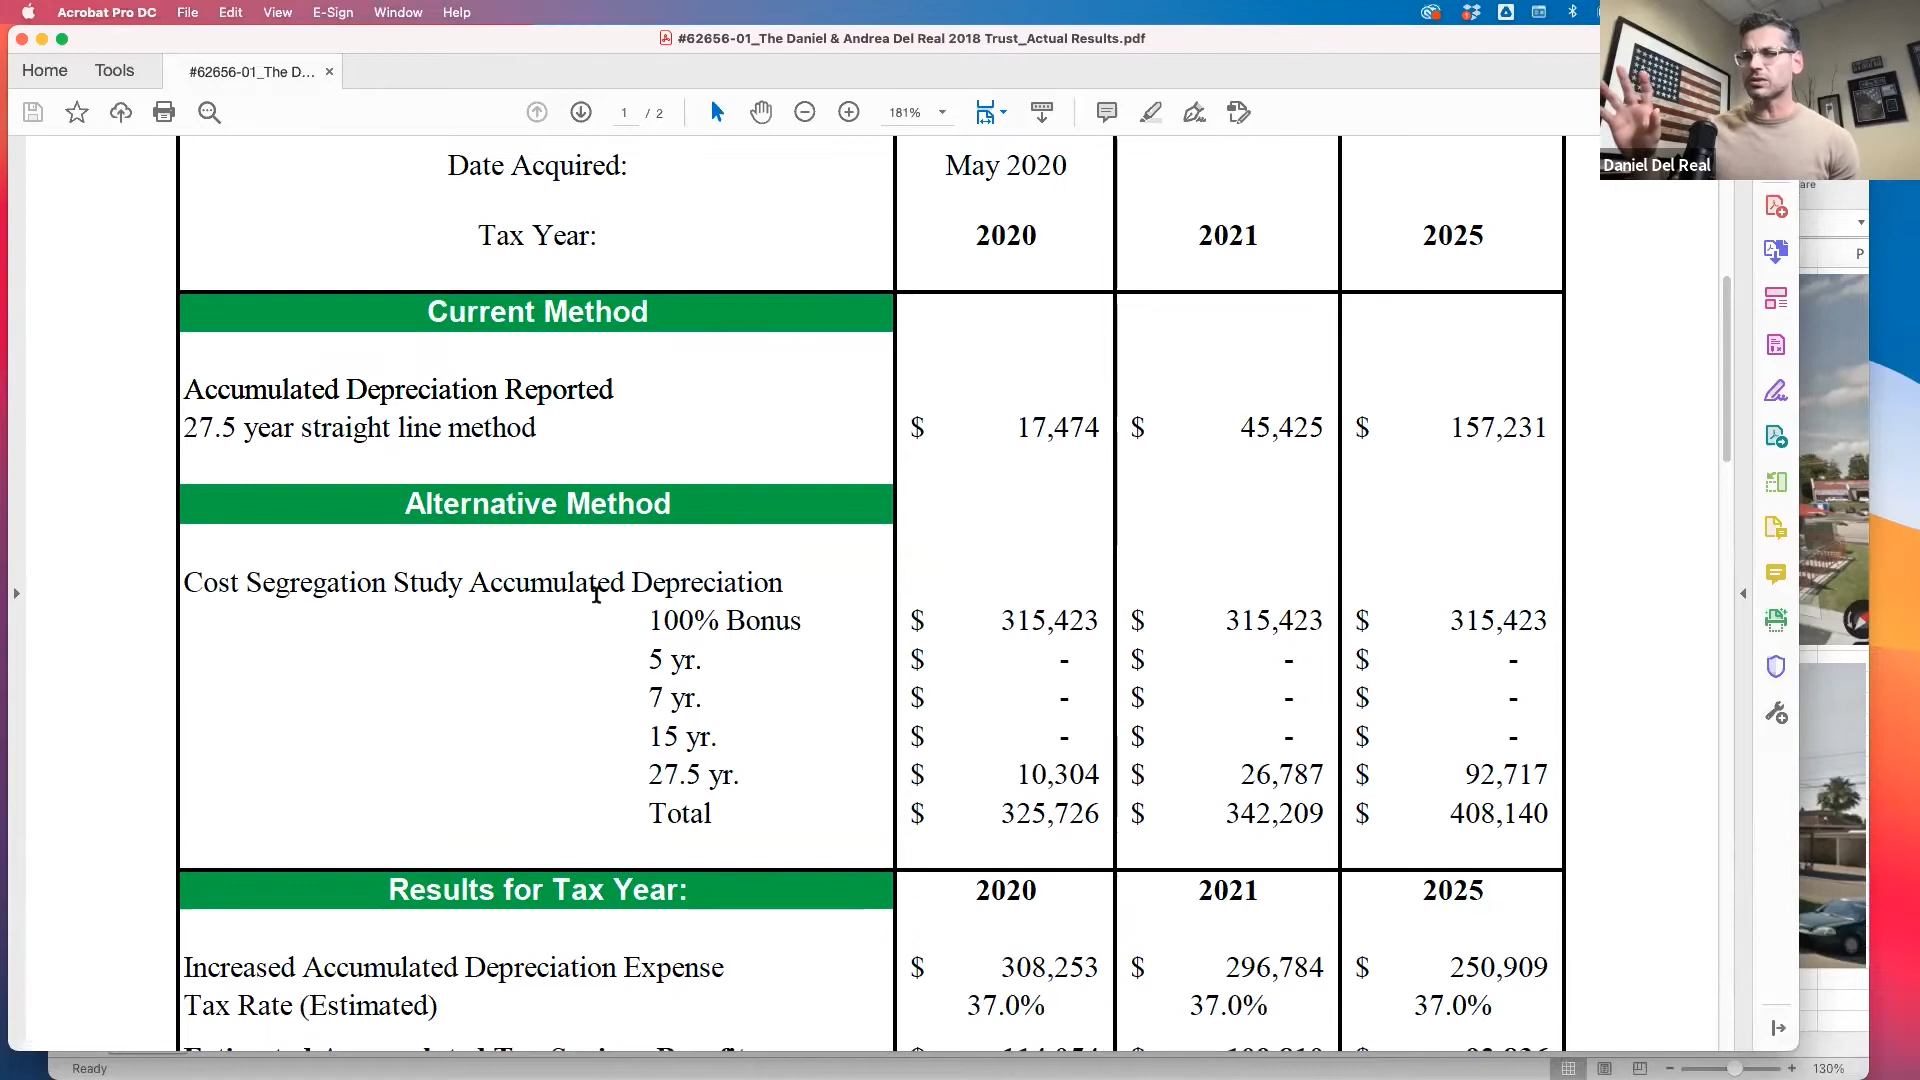 Acrobat Pro DC File Edit View E-Sign Window Help
#62656-01_The Daniel & Andrea Del Real 2018 Trust_Actual Results.pdf
Home Tools #62656-01_The D... ×
1 / 2 181%
Daniel Del Real
are
P
Date Acquired: May 2020
Tax Year: 2020 2021 2025
Current Method
Accumulated Depreciation Reported
27.5 year straight line method $ 17,474 $ 45,425 $ 157,231
Alternative Method
Cost Segregation Study Accumulated Depreciation
100% Bonus $ 315,423 $ 315,423 $ 315,423
5 yr. $ - $ - $ -
7 yr. $ - $ - $ -
15 yr. $ - $ - $ -
27.5 yr. $ 10,304 $ 26,787 $ 92,717
Total $ 325,726 $ 342,209 $ 408,140
Results for Tax Year: 2020 2021 2025
Increased Accumulated Depreciation Expense $ 308,253 $ 296,784 $ 250,909
Tax Rate (Estimated) 37.0% 37.0% 37.0%
Ready 130%